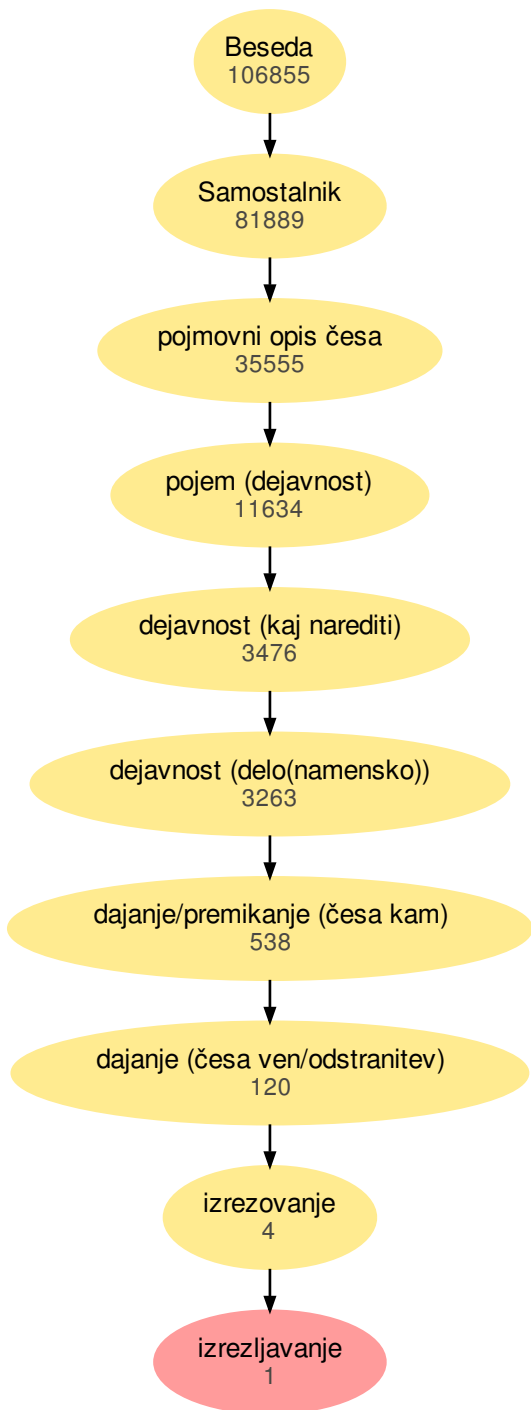 Beseda
106855
Samostalnik
81889
pojmovni opis česa
35555
pojem (dejavnost)
11634
dejavnost (kaj narediti)
3476
dejavnost (delo(namensko))
3263
dajanje/premikanje (česa kam)
538
dajanje (česa ven/odstranitev)
120
izrezovanje
4
izrezljavanje
1